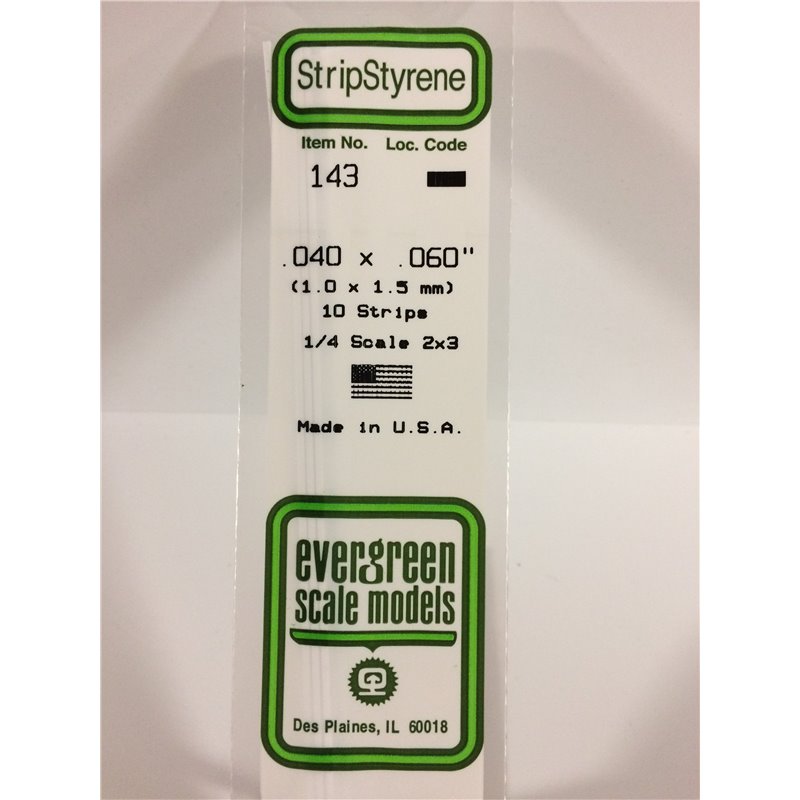 StripStyrene
Item No. Loc. Code
143
.040 x .060"
(1.0 x 1.5 mm)
10 Strips
1/4 Scale 2x3
Made in U.S.A.
evergreen
scale models
Des Plaines, IL 60018